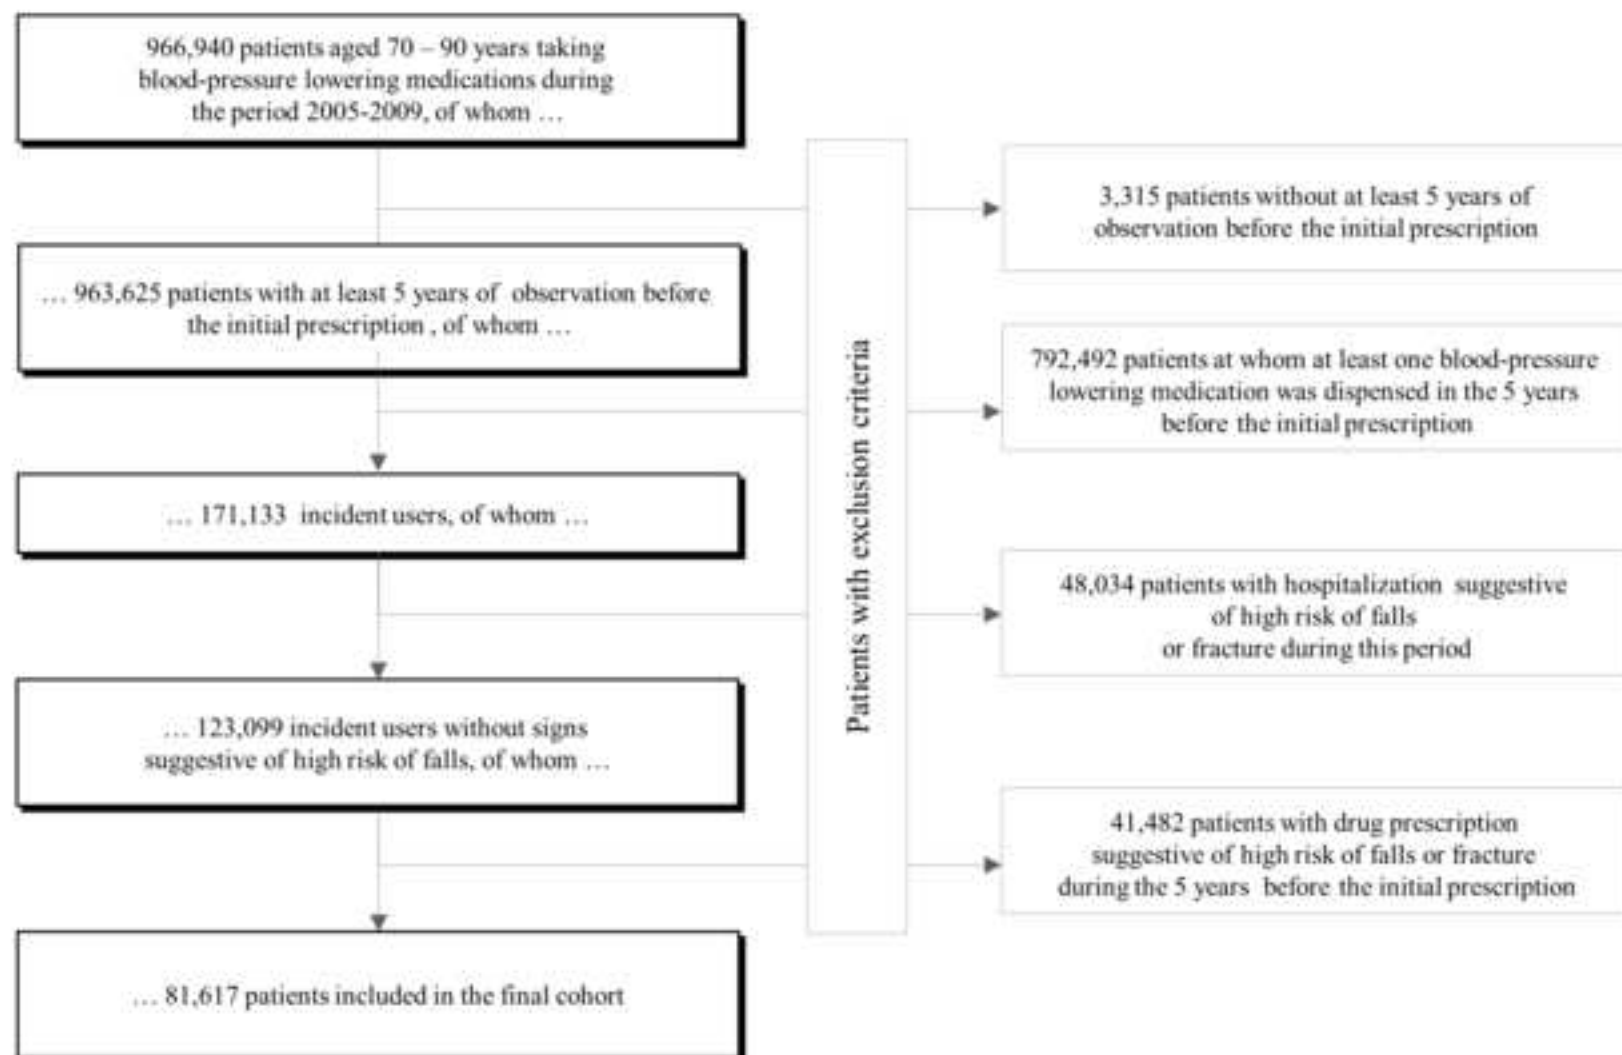 966,940 patients aged 70 – 90 years taking
blood-pressure lowering medications during
the period 2005-2009, of whom …
3,315 patients without at least 5 years of
observation before the initial prescription
… 963,625 patients with at least 5 years of observation before
the initial prescription , of whom …
792,492 patients at whom at least one blood-pressure
lowering medication was dispensed in the 5 years
before the initial prescription
Patients with exclusion criteria
… 171,133 incident users, of whom …
48,034 patients with hospitalization suggestive
of high risk of falls
or fracture during this period
… 123,099 incident users without signs
suggestive of high risk of falls, of whom …
41,482 patients with drug prescription
suggestive of high risk of falls or fracture
during the 5 years before the initial prescription
… 81,617 patients included in the final cohort